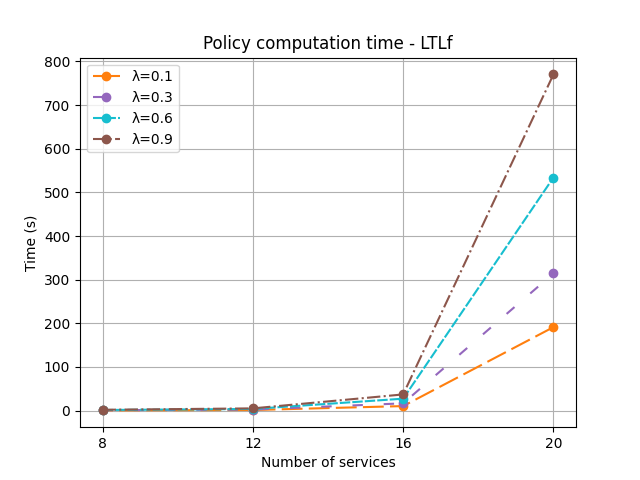 Policy computation time - LTLf
λ=0.1
λ=0.3
λ=0.6
λ=0.9
800
700
600
500
400
300
200
100
0
Time (s)
8 12 16 20
Number of services